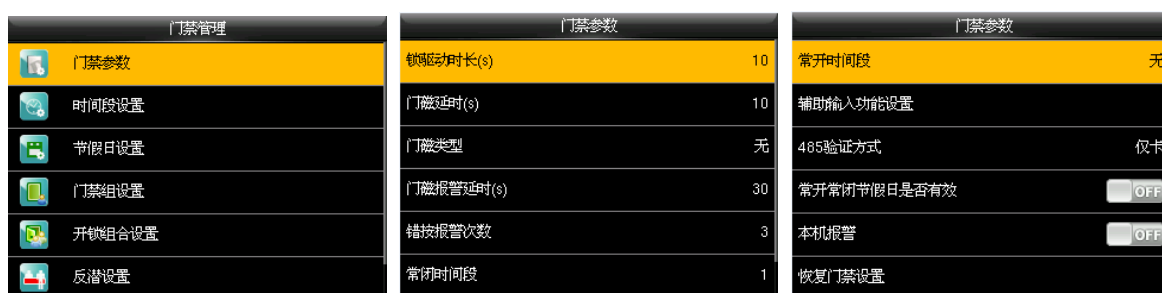 门禁管理
门禁参数
时间段设置
节假日设置
门禁组设置
开锁组合设置
反潜设置
门禁参数
锁驱动时长(s) 10
门磁延时(s) 10
门磁类型 无
门磁报警延时(s) 30
错按报警次数 3
常闭时间段 1
门禁参数
常开时间段 无
辅助输入功能设置
485验证方式 仅卡
常开常闭节假日是否有效 OFF
本机报警 OFF
恢复门禁设置